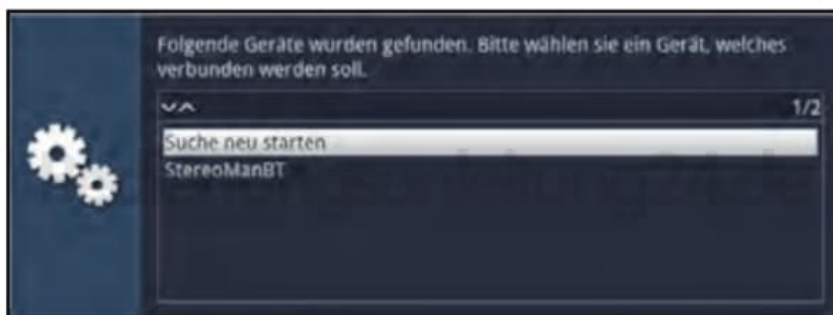 Folgende Geräte wurden gefunden. Bitte wählen sie ein Gerät, welches
verbunden werden soll.
1/2
Suche neu starten
StereoManBT